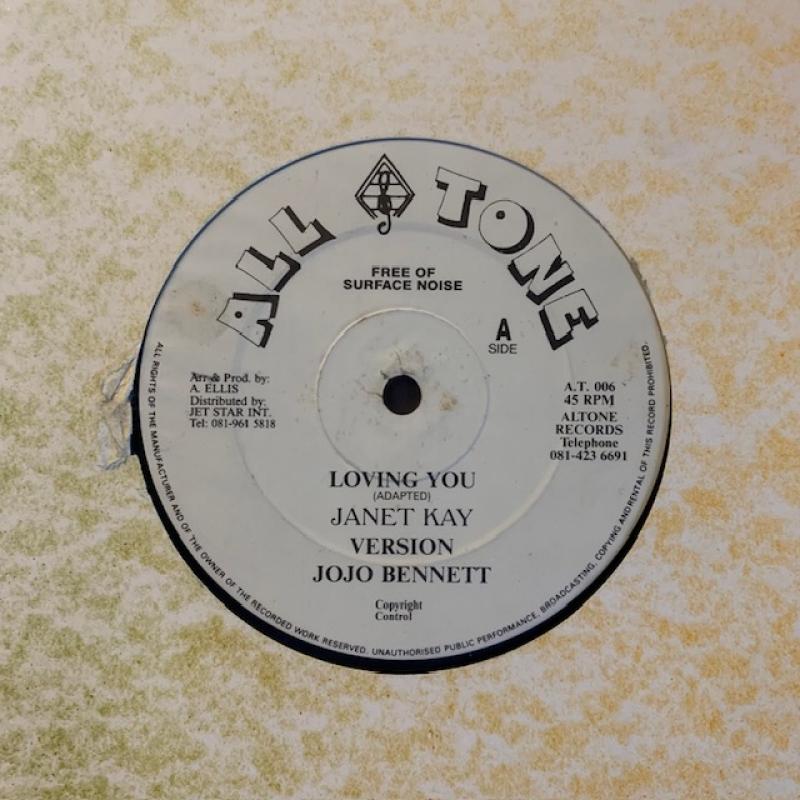 ALL TONE
FREE OF
SURFACE NOISE
A
SIDE
Arr & Prod. by:
A. ELLIS
Distributed by:
JET STAR INT.
Tel: 081-961 5818
A.T. 006
45 RPM
ALTONE
RECORDS
Telephone
081-423 6691
LOVING YOU
(ADAPTED)
JANET KAY
VERSION
JOJO BENNETT
Copyright
Control
ALL RIGHTS OF THE MANUFACTURER AND OF THE OWNER OF THE RECORDED WORK RESERVED. UNAUTHORISED PUBLIC PERFORMANCE, BROADCASTING, COPYING AND RENTAL OF THIS RECORD PROHIBITED.